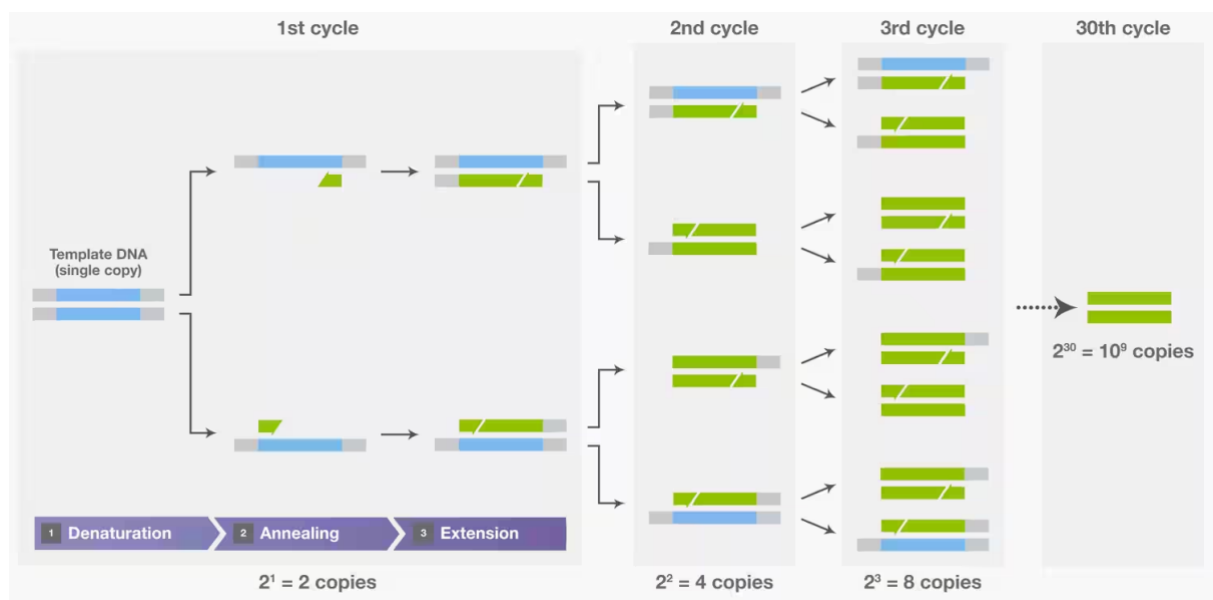 1st cycle
2nd cycle
3rd cycle
30th cycle
Template DNA
(single copy)
2³⁰ = 10⁹ copies
1 Denaturation
2 Annealing
3 Extension
2¹ = 2 copies
2² = 4 copies
2³ = 8 copies